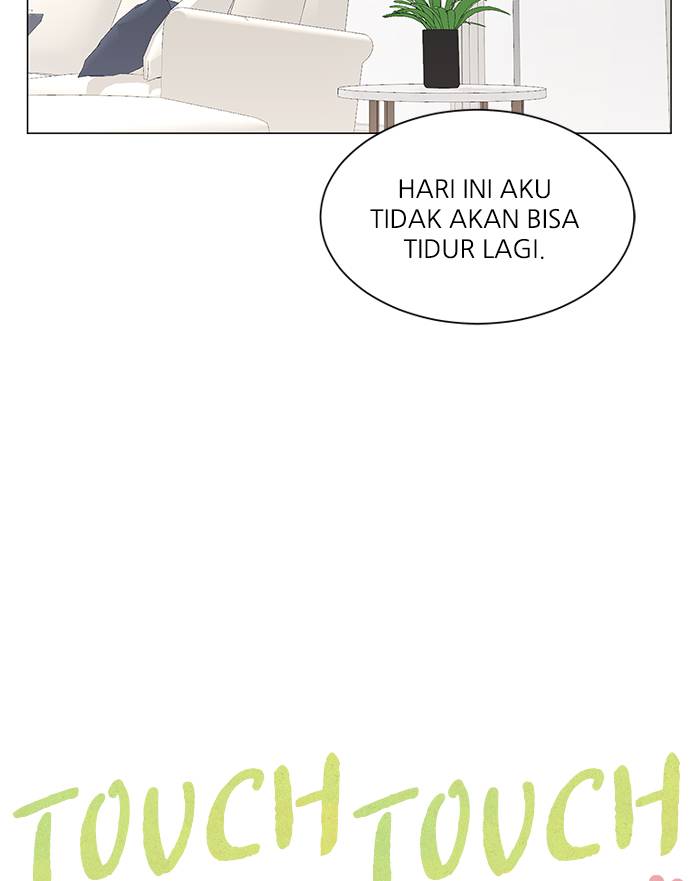 HARI INI AKU
TIDAK AKAN BISA
TIDUR LAGI.
TOUCH TOUCH